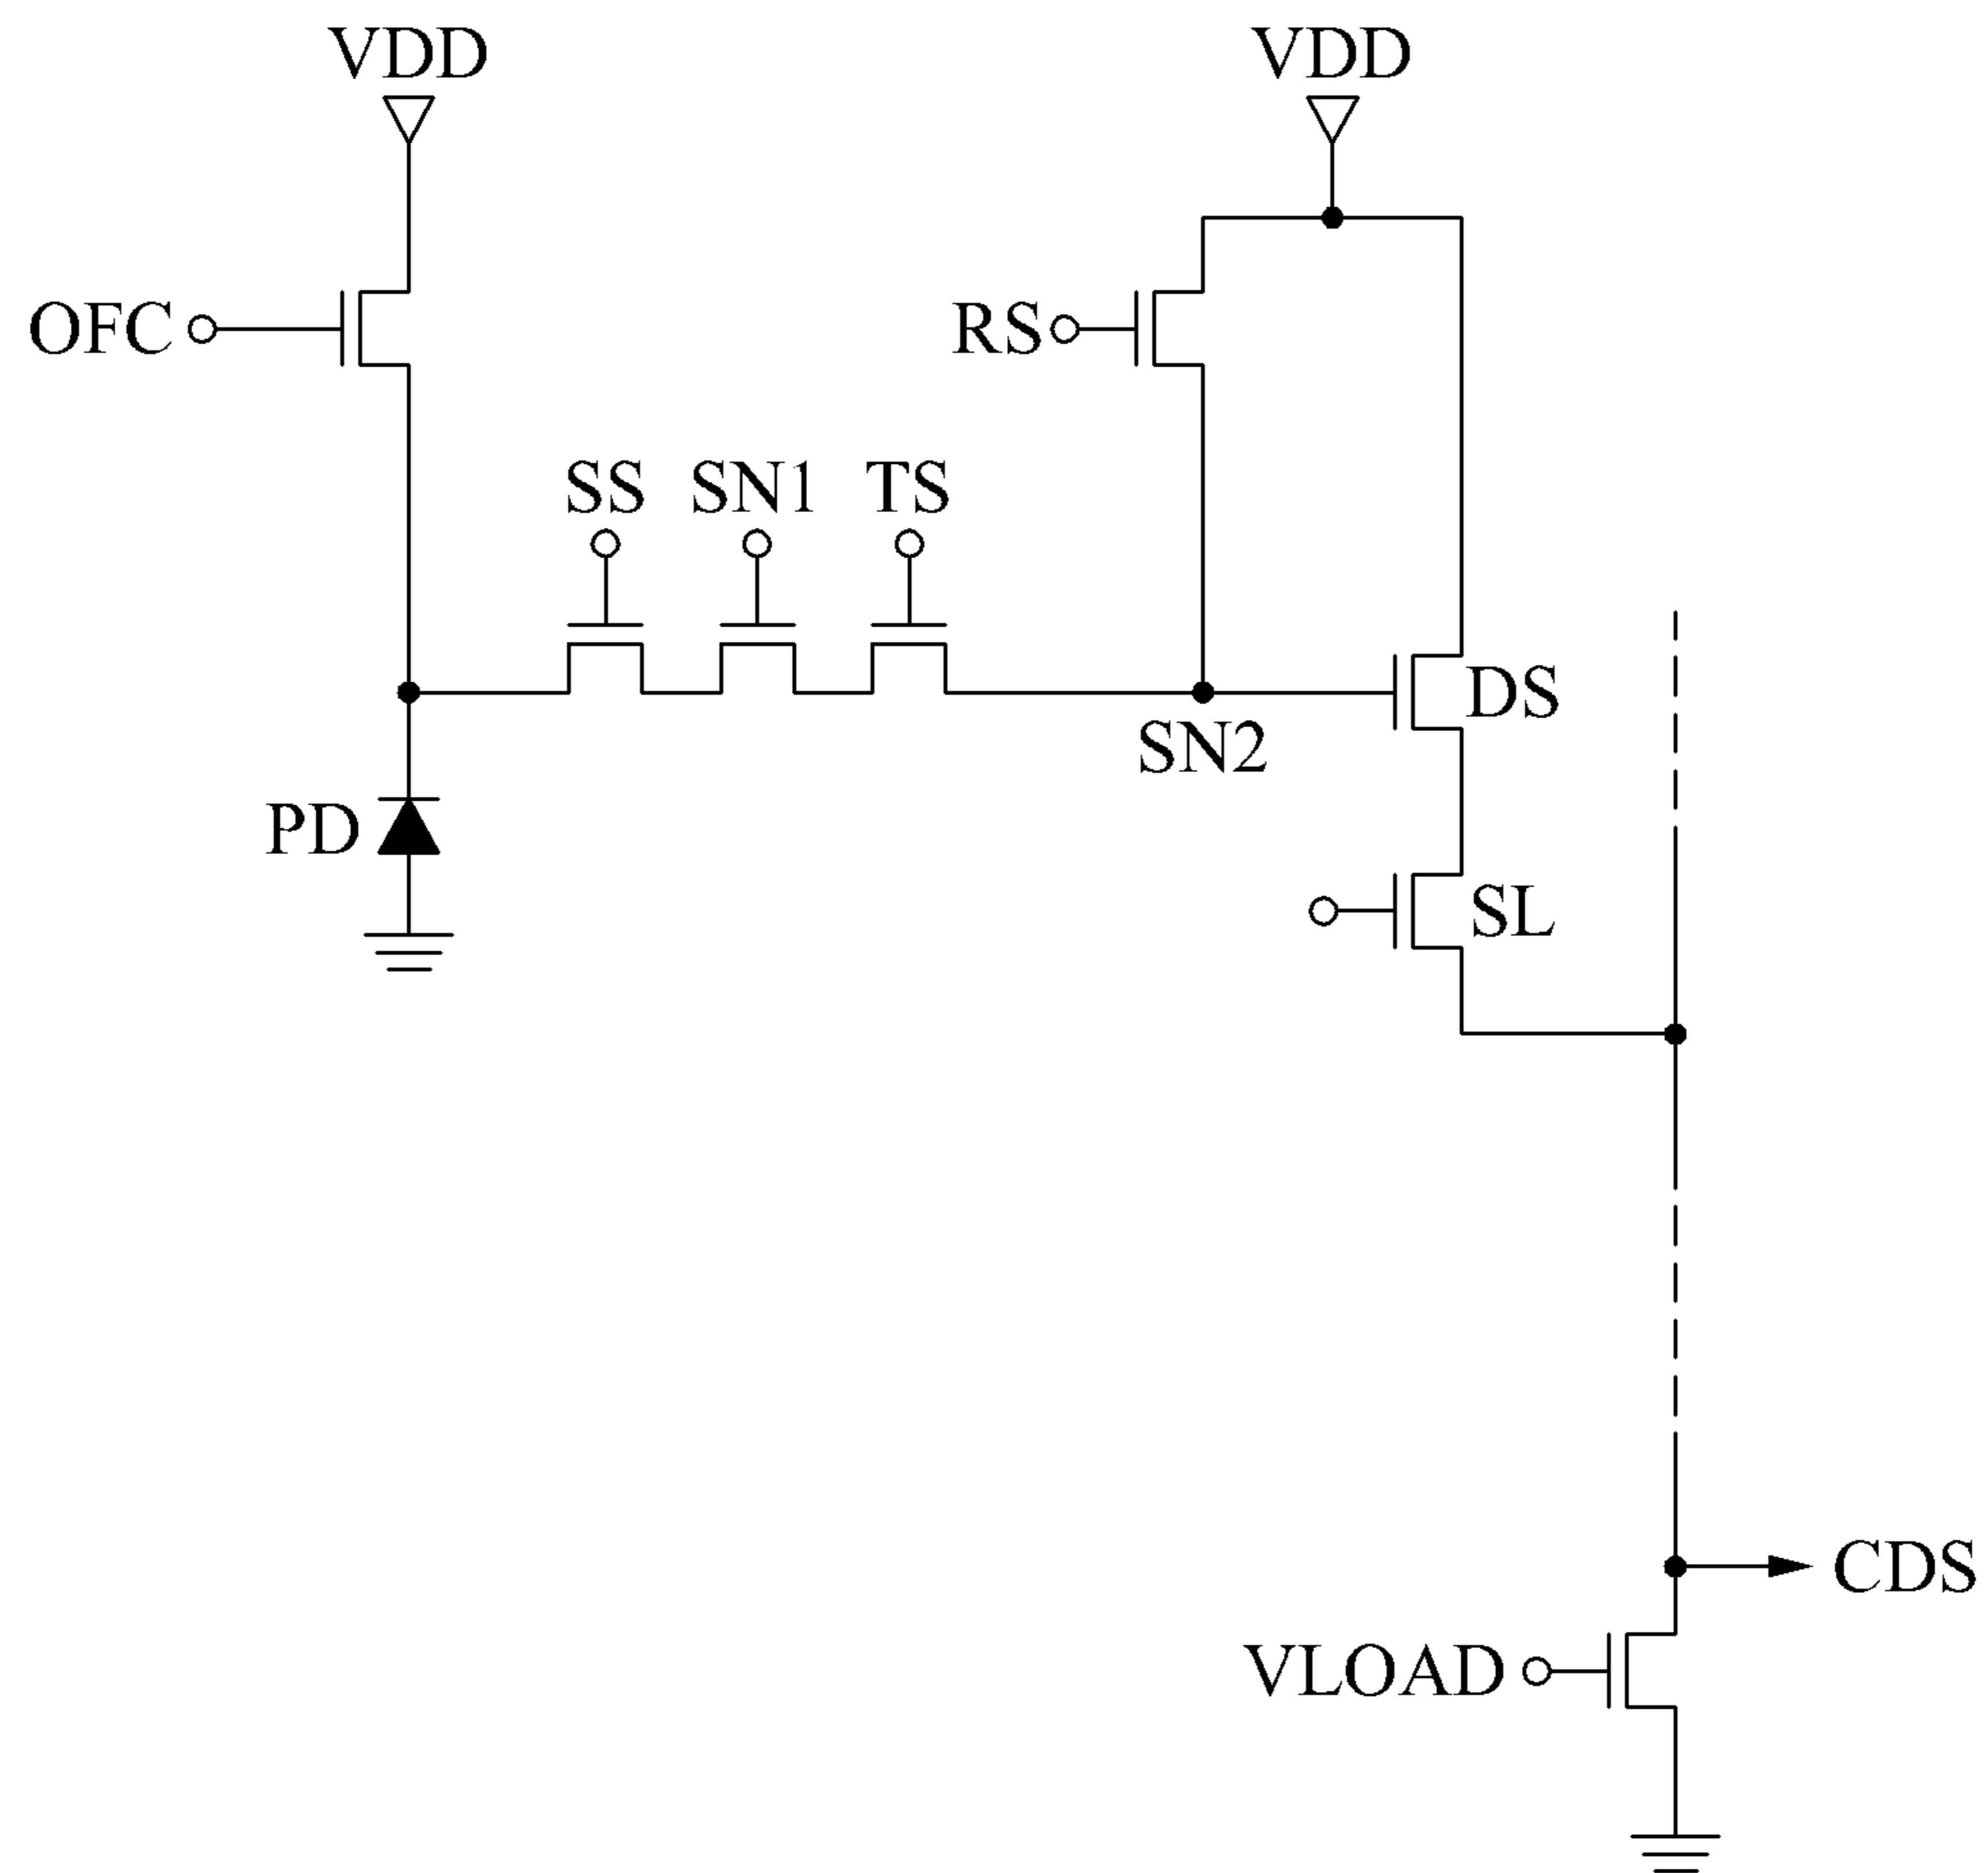 VDD VDD
OFC RS
SS SN1 TS
DS
SN2
PD
SL
CDS
VLOAD